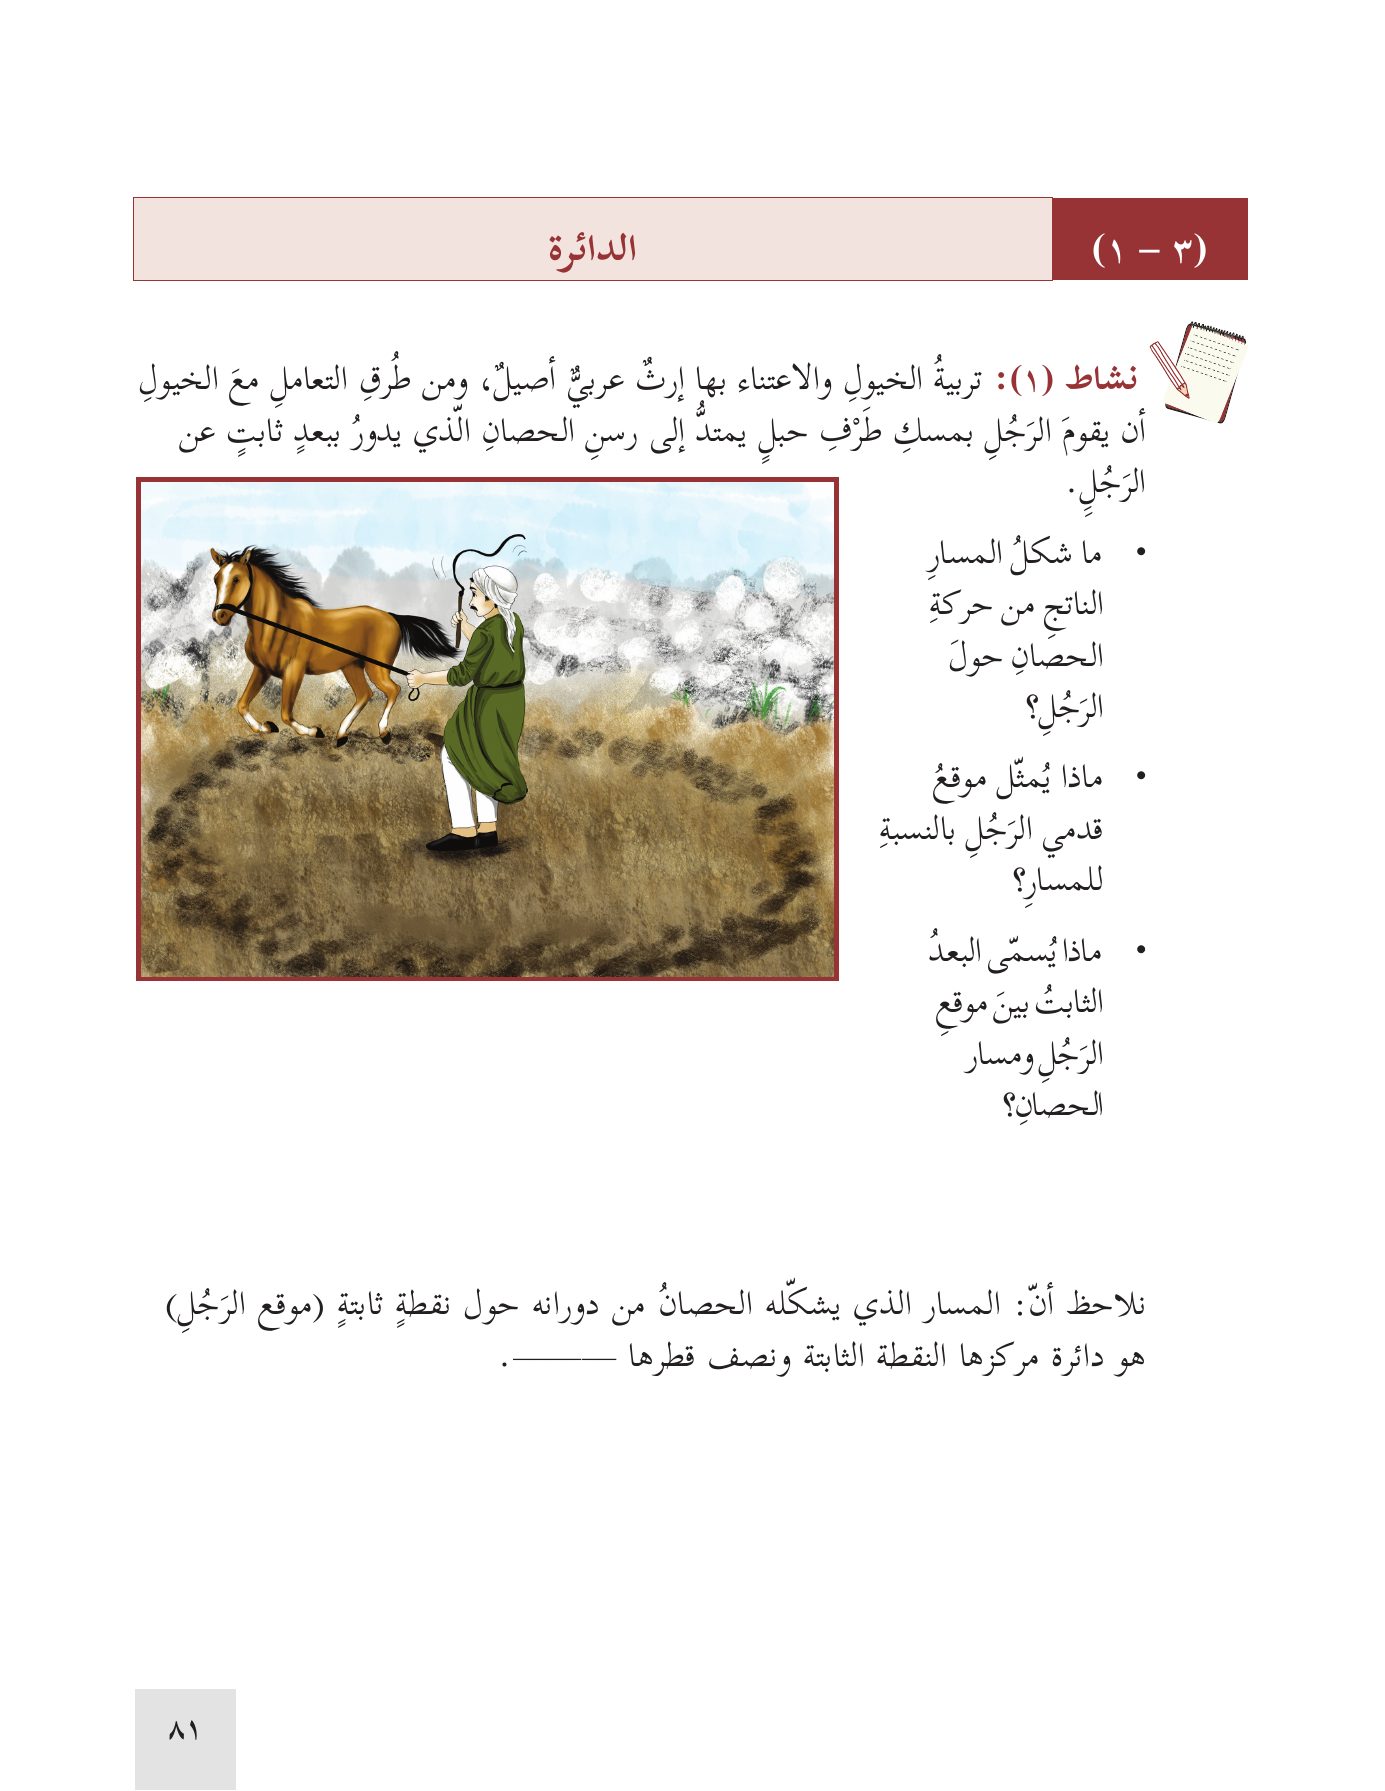 (٣ – ١)
الدائرة
نشاط (١): تربيةُ الخيولِ والاعتناء بها إرثٌ عربيٌّ أصيلٌ، ومن طُرقِ التعاملِ معَ الخيولِ
أن يقومَ الرَجُلِ بمسكِ طَرْفِ حبلٍ يمتدُّ إلى رسنِ الحصانِ الّذي يدورُ ببعدٍ ثابتٍ عن
الرَجُلِ.
• ما شكلُ المسارِ
الناتجِ من حركةِ
الحصانِ حولَ
الرَجُلِ؟
• ماذا يُمثّل موقعُ
قدمي الرَجُلِ بالنسبةِ
للمسارِ؟
• ماذا يُسمّى البعدُ
الثابتُ بينَ موقعِ
الرَجُلِ ومسار
الحصانِ؟
نلاحظ أنّ: المسار الذي يشكّله الحصانُ من دورانه حول نقطةٍ ثابتةٍ (موقع الرَجُلِ)
هو دائرة مركزها النقطة الثابتة ونصف قطرها ———.
٨١